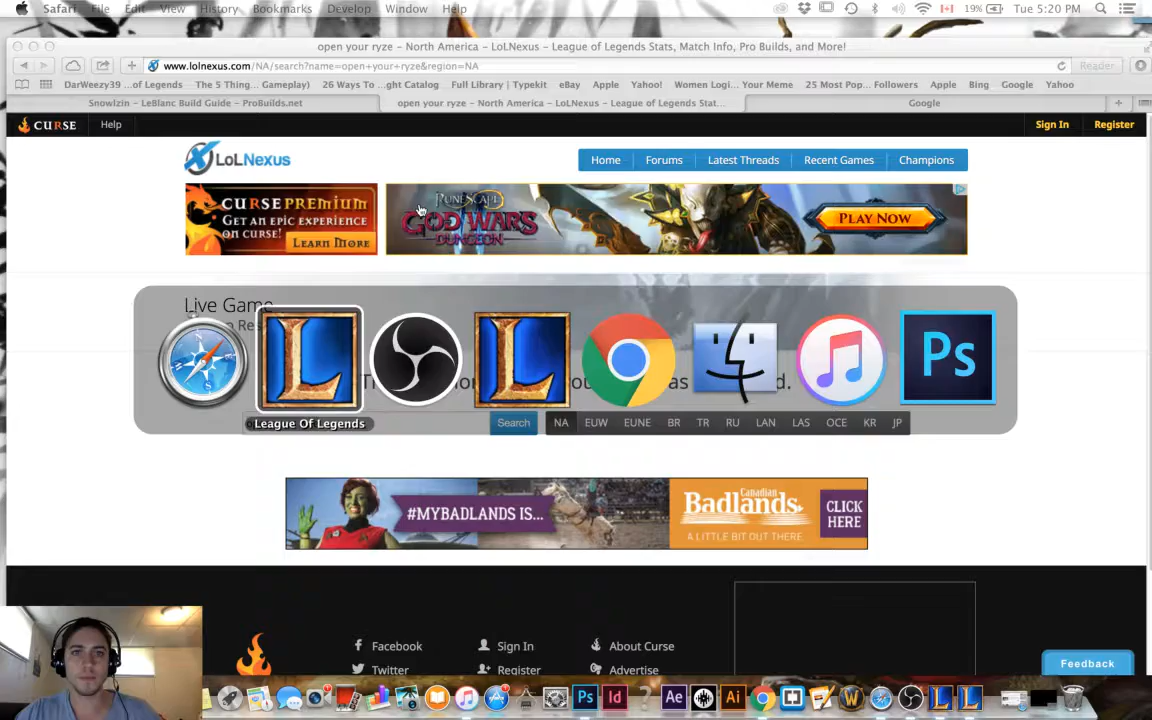 Safari File Edit View History Bookmarks Develop Window Help 19% Tue 5:20 PM
open your ryze – North America – LoLNexus – League of Legends Stats, Match Info, Pro Builds, and More!
www.lolnexus.com/NA/search?name=open+your+ryze&region=NA Reader
DarWeezy39 ...of Legends The 5 Thing... Gameplay) 26 Ways To ...ght Catalog Full Library | Typekit eBay Apple Yahoo! Women Logi... Your Meme 25 Most Pop... Followers Apple Bing Google Yahoo
Snowlzin – LeBlanc Build Guide – ProBuilds.net open your ryze – North America – LoLNexus – League of Legends Stat... Google
CURSE Help Sign In Register
LoLNexus Home Forums Latest Threads Recent Games Champions
CURSE PREMIUM
GET AN EPIC EXPERIENCE
ON CURSE!
LEARN MORE
RUNESCAPE
GOD WARS
DUNGEON
PLAY NOW
Live Game
Ps
League Of Legends Search NA EUW EUNE BR TR RU LAN LAS OCE KR JP
#MYBADLANDS IS...
Canadian
Badlands
A LITTLE BIT OUT THERE
CLICK
HERE
Facebook Sign In About Curse
Twitter Register Advertise
Feedback
Ps Id Ae Ai W